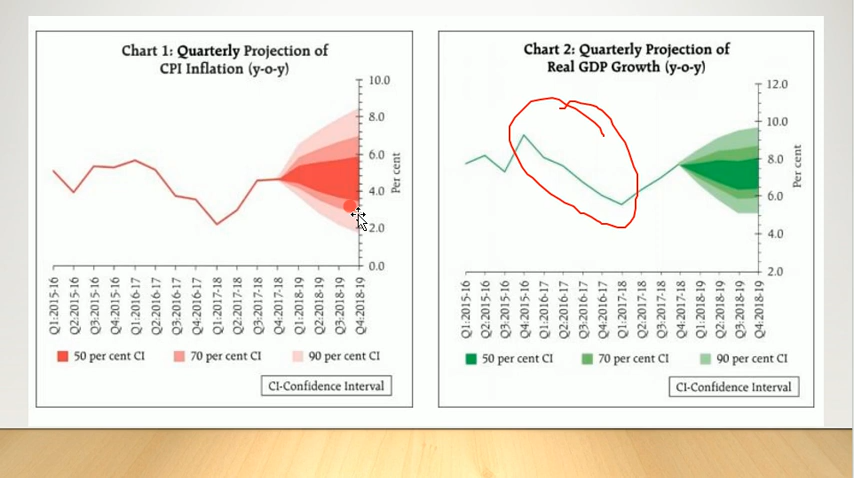 Chart 1: Quarterly Projection of
CPI Inflation (y-o-y)
10.0
8.0
6.0
4.0
2.0
0.0
Per cent
Q1:2015-16
Q2:2015-16
Q3:2015-16
Q4:2015-16
Q1:2016-17
Q2:2016-17
Q3:2016-17
Q4:2016-17
Q1:2017-18
Q2:2017-18
Q3:2017-18
Q4:2017-18
Q1:2018-19
Q2:2018-19
Q3:2018-19
Q4:2018-19
50 per cent CI 70 per cent CI 90 per cent CI
CI-Confidence Interval
Chart 2: Quarterly Projection of
Real GDP Growth (y-o-y)
12.0
10.0
8.0
6.0
4.0
2.0
Per cent
Q1:2015-16
Q2:2015-16
Q3:2015-16
Q4:2015-16
Q1:2016-17
Q2:2016-17
Q3:2016-17
Q4:2016-17
Q1:2017-18
Q2:2017-18
Q3:2017-18
Q4:2017-18
Q1:2018-19
Q2:2018-19
Q3:2018-19
Q4:2018-19
50 per cent CI 70 per cent CI 90 per cent CI
CI-Confidence Interval